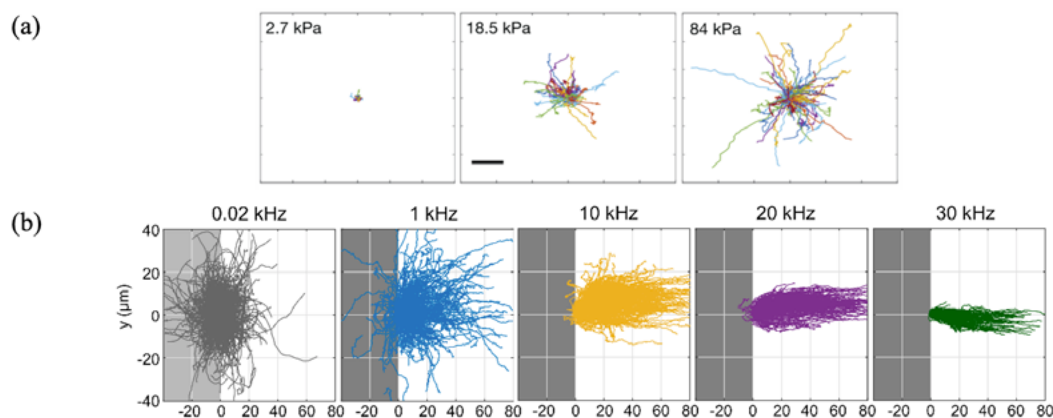 (a)
2.7 kPa 18.5 kPa 84 kPa
(b)
0.02 kHz 1 kHz 10 kHz 20 kHz 30 kHz
y (μm)
40
20
0
-20
-40
-20 0 20 40 60 80 -20 0 20 40 60 80 -20 0 20 40 60 80 -20 0 20 40 60 80 -20 0 20 40 60 80